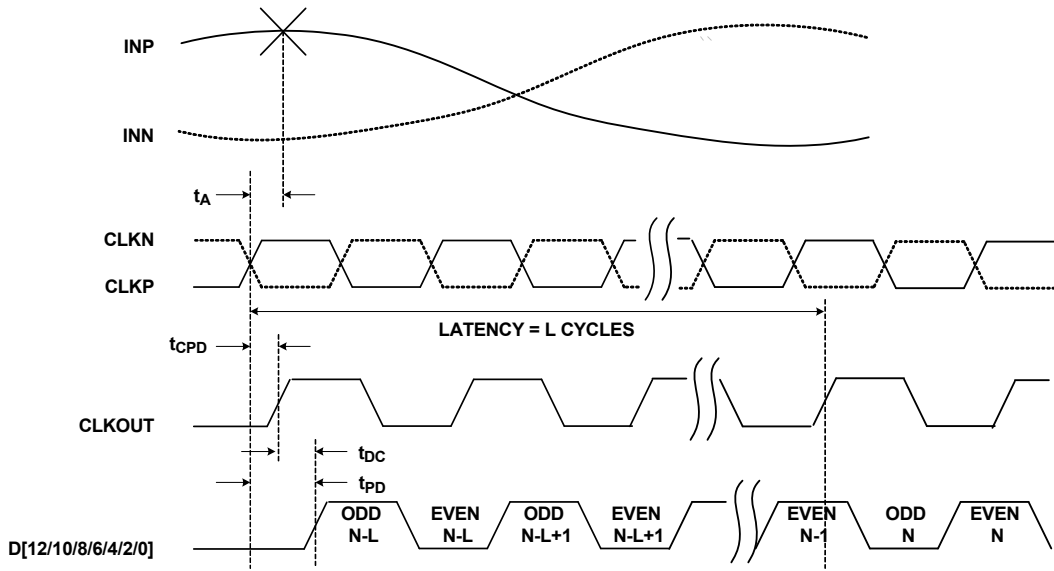 INP
INN
tA
CLKN
CLKP
LATENCY = L CYCLES
tCPD
CLKOUT
tDC
tPD
ODD EVEN ODD EVEN EVEN ODD EVEN
N-L N-L N-L+1 N-L+1 N-1 N N
D[12/10/8/6/4/2/0]